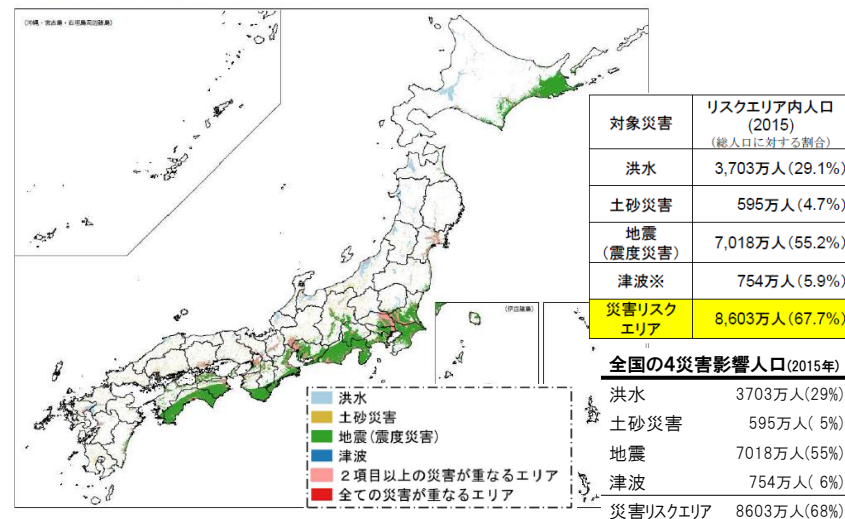 (沖縄・宮古島・石垣島周辺諸島)
(伊豆諸島)
洪水
土砂災害
地震(震度災害)
津波
２項目以上の災害が重なるエリア
全ての災害が重なるエリア
対象災害 リスクエリア内人口
(2015)
(総人口に対する割合)
洪水 3,703万人(29.1%)
土砂災害 595万人(4.7%)
地震
(震度災害) 7,018万人(55.2%)
津波※ 754万人(5.9%)
災害リスク
エリア 8,603万人(67.7%)
全国の4災害影響人口(2015年)
洪水 3703万人(29%)
土砂災害 595万人( 5%)
地震 7018万人(55%)
津波 754万人( 6%)
災害リスクエリア 8603万人(68%)